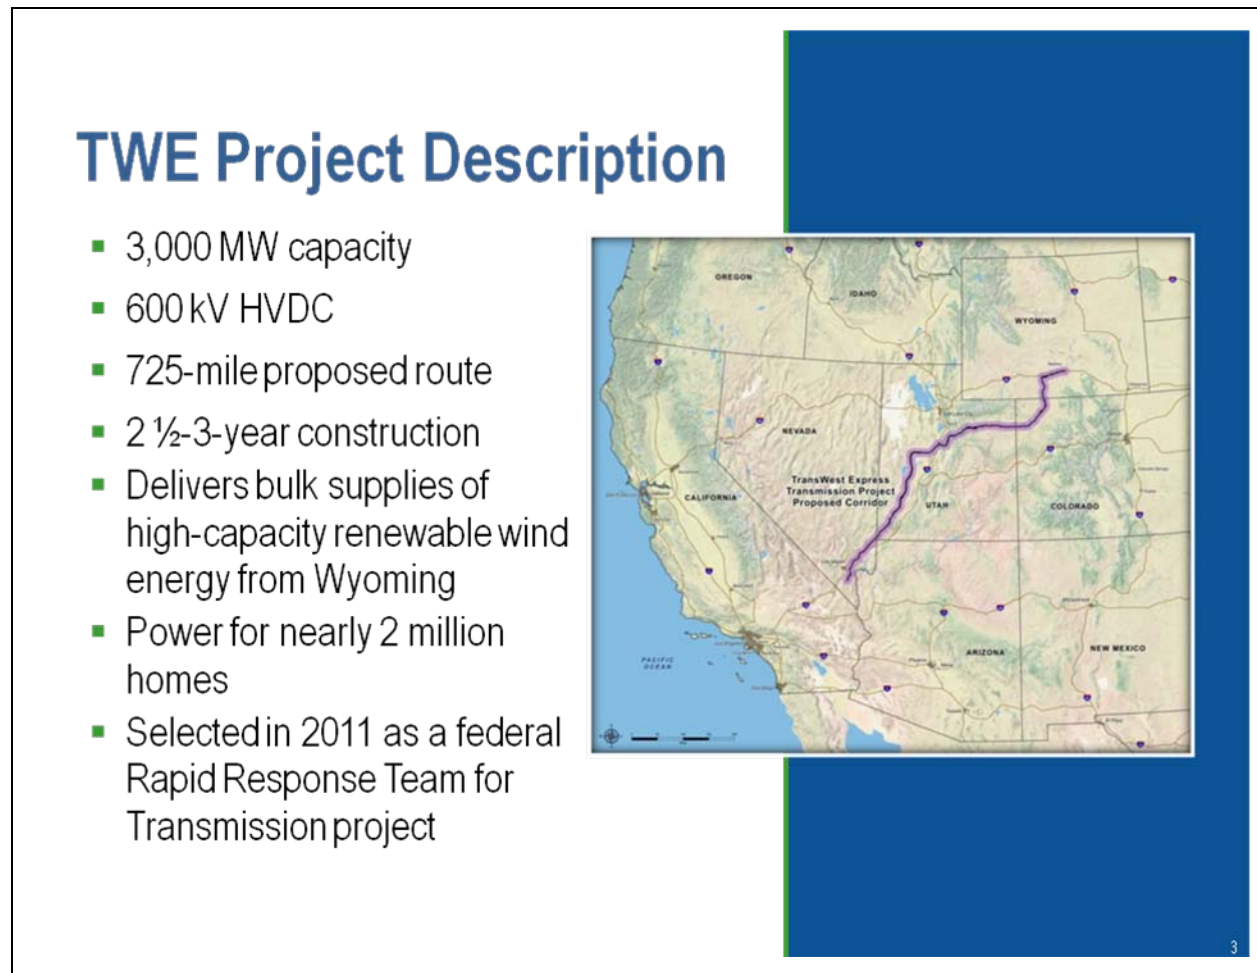 TWE Project Description
▪ 3,000 MW capacity
▪ 600 kV HVDC
▪ 725-mile proposed route
▪ 2 ½-3-year construction
▪ Delivers bulk supplies of
high-capacity renewable wind
energy from Wyoming
▪ Power for nearly 2 million
homes
▪ Selected in 2011 as a federal
Rapid Response Team for
Transmission project
OREGON
IDAHO
WYOMING
NEVADA
TransWest Express
Transmission Project
Proposed Corridor
CALIFORNIA
UTAH
COLORADO
ARIZONA
NEW MEXICO
PACIFIC
OCEAN
3